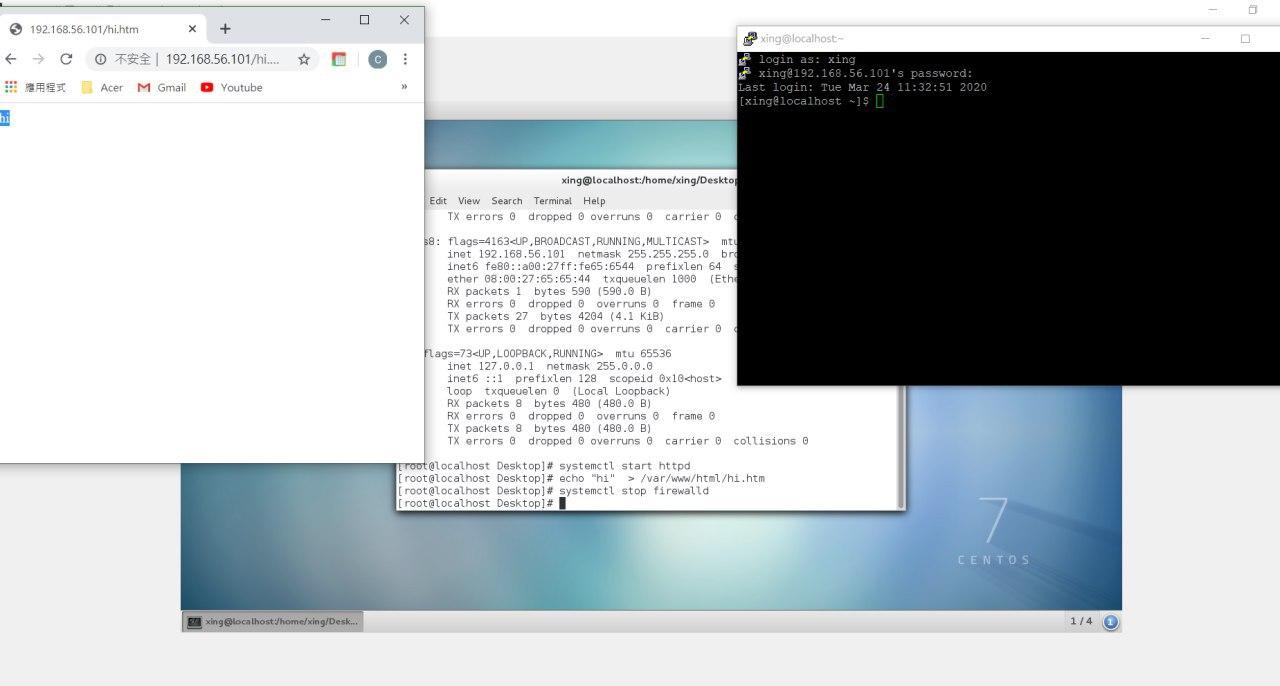 192.168.56.101/hi.htm
不安全 | 192.168.56.101/hi....
C
應用程式 Acer Gmail Youtube »
hi
xing@localhost:~
login as: xing
xing@192.168.56.101's password:
Last login: Tue Mar 24 11:32:51 2020
[xing@localhost ~]$
xing@localhost:/home/xing/Desktop
Edit View Search Terminal Help
TX errors 0 dropped 0 overruns 0 carrier 0
s8: flags=4163<UP,BROADCAST,RUNNING,MULTICAST> mtu
inet 192.168.56.101 netmask 255.255.255.0
inet6 fe80::a00:27ff:fe65:6544 prefixlen 64
ether 08:00:27:65:65:44 txqueuelen 1000 (Ethe
RX packets 1 bytes 590 (590.0 B)
RX errors 0 dropped 0 overruns 0 frame 0
TX packets 27 bytes 4204 (4.1 KiB)
TX errors 0 dropped 0 overruns 0 carrier 0
flags=73<UP,LOOPBACK,RUNNING> mtu 65536
inet 127.0.0.1 netmask 255.0.0.0
inet6 ::1 prefixlen 128 scopeid 0x10<host>
loop txqueuelen 0 (Local Loopback)
RX packets 8 bytes 480 (480.0 B)
RX errors 0 dropped 0 overruns 0 frame 0
TX packets 8 bytes 480 (480.0 B)
TX errors 0 dropped 0 overruns 0 carrier 0 collisions 0
[root@localhost Desktop]# systemctl start httpd
[root@localhost Desktop]# echo "hi" > /var/www/html/hi.htm
[root@localhost Desktop]# systemctl stop firewalld
[root@localhost Desktop]#
7
CENTOS
xing@localhost:/home/xing/Desk...
1 / 4
1